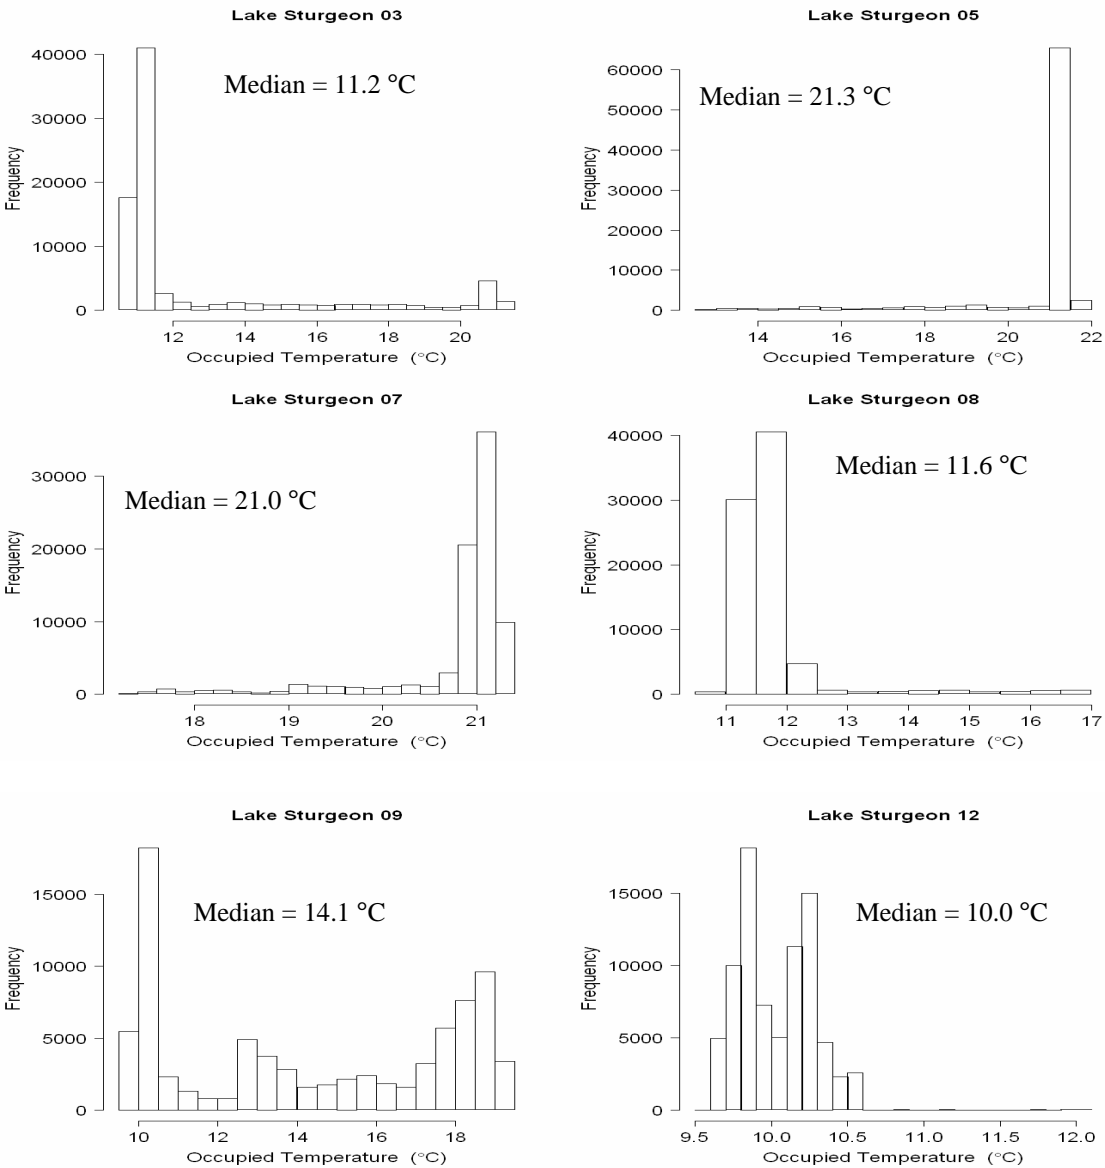 Lake Sturgeon 03
Median = 11.2 °C
Frequency
40000
30000
20000
10000
0
12 14 16 18 20
Occupied Temperature (°C)
Lake Sturgeon 05
Median = 21.3 °C
Frequency
60000
50000
40000
30000
20000
10000
0
14 16 18 20 22
Occupied Temperature (°C)
Lake Sturgeon 07
Median = 21.0 °C
Frequency
30000
20000
10000
0
18 19 20 21
Occupied Temperature (°C)
Lake Sturgeon 08
Median = 11.6 °C
Frequency
40000
30000
20000
10000
0
11 12 13 14 15 16 17
Occupied Temperature (°C)
Lake Sturgeon 09
Median = 14.1 °C
Frequency
15000
10000
5000
0
10 12 14 16 18
Occupied Temperature (°C)
Lake Sturgeon 12
Median = 10.0 °C
Frequency
15000
10000
5000
0
9.5 10.0 10.5 11.0 11.5 12.0
Occupied Temperature (°C)